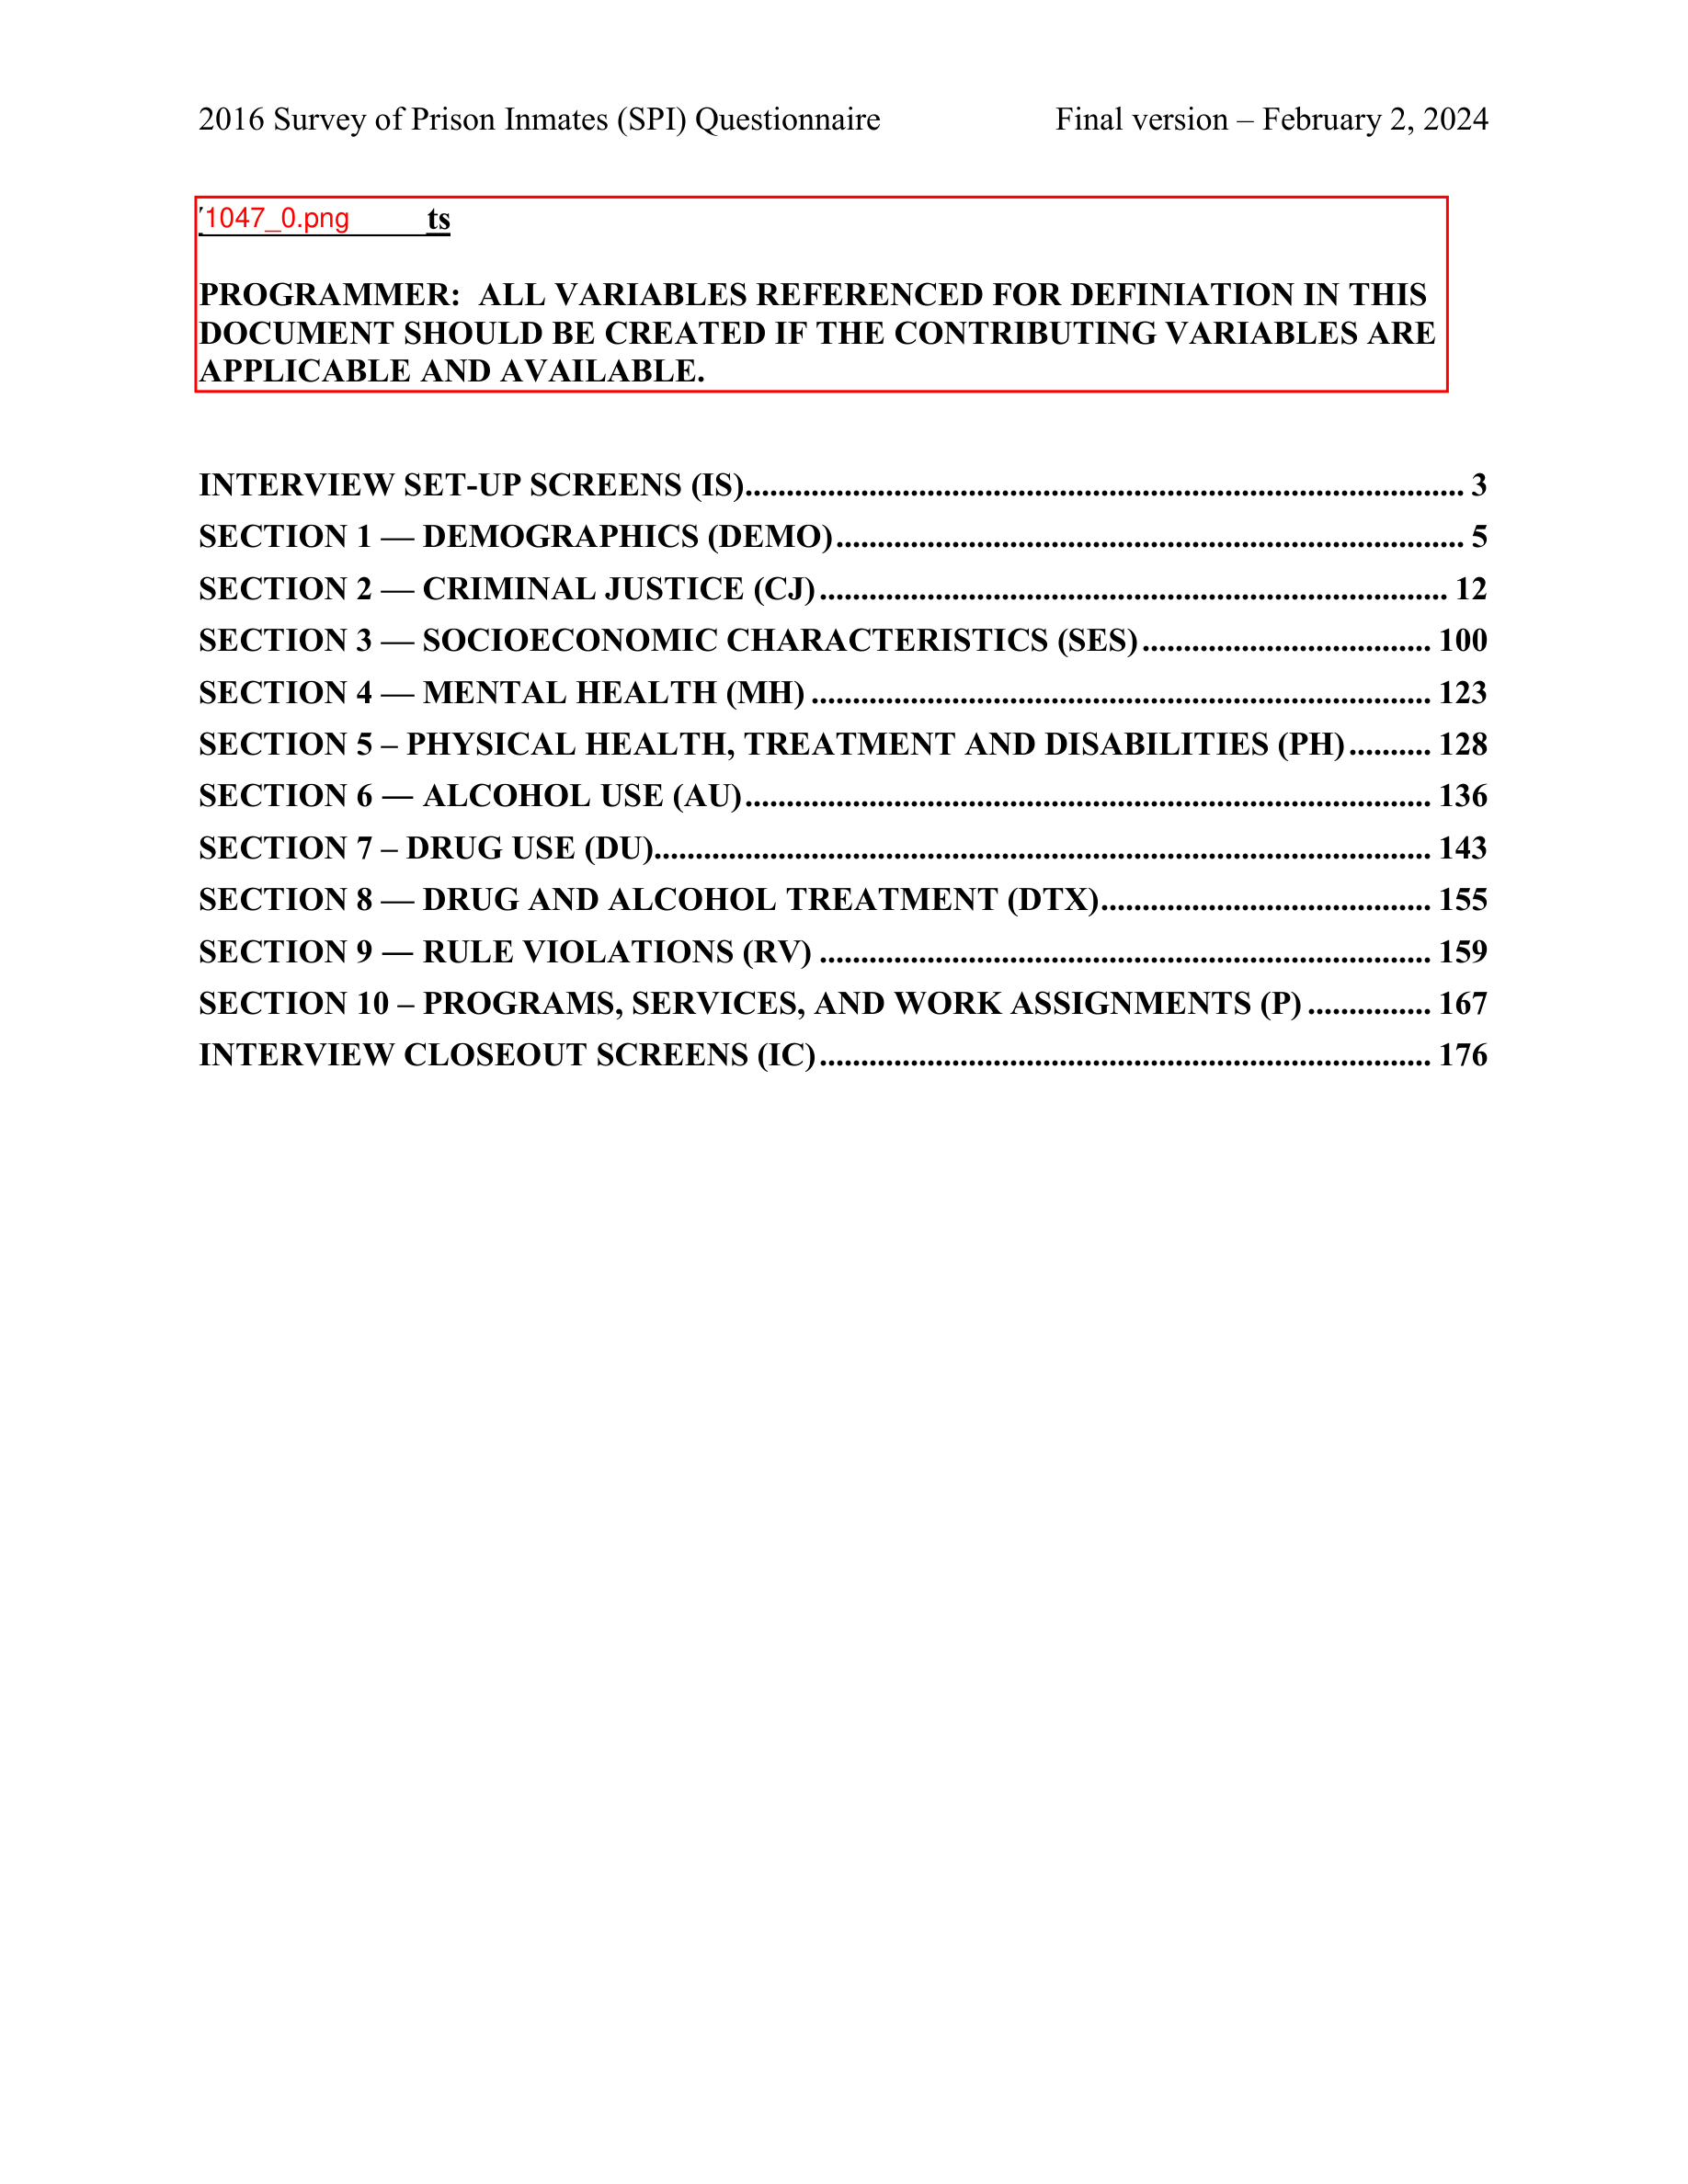 2016 Survey of Prison Inmates (SPI) Questionnaire Final version – February 2, 2024
1047_0.png ts
PROGRAMMER: ALL VARIABLES REFERENCED FOR DEFINIATION IN THIS
DOCUMENT SHOULD BE CREATED IF THE CONTRIBUTING VARIABLES ARE
APPLICABLE AND AVAILABLE.
INTERVIEW SET-UP SCREENS (IS)....................................................................................... 3
SECTION 1 — DEMOGRAPHICS (DEMO)............................................................................ 5
SECTION 2 — CRIMINAL JUSTICE (CJ)............................................................................ 12
SECTION 3 — SOCIOECONOMIC CHARACTERISTICS (SES)................................... 100
SECTION 4 — MENTAL HEALTH (MH)........................................................................... 123
SECTION 5 – PHYSICAL HEALTH, TREATMENT AND DISABILITIES (PH).......... 128
SECTION 6 — ALCOHOL USE (AU)................................................................................... 136
SECTION 7 – DRUG USE (DU).............................................................................................. 143
SECTION 8 — DRUG AND ALCOHOL TREATMENT (DTX)........................................ 155
SECTION 9 — RULE VIOLATIONS (RV).......................................................................... 159
SECTION 10 – PROGRAMS, SERVICES, AND WORK ASSIGNMENTS (P)............... 167
INTERVIEW CLOSEOUT SCREENS (IC).......................................................................... 176